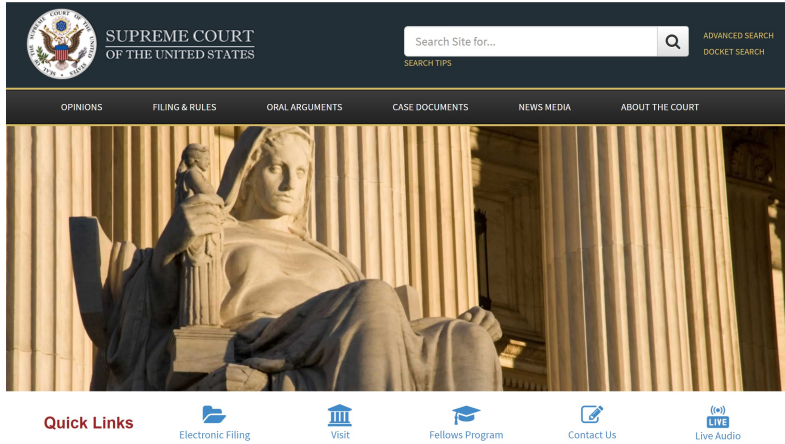 SUPREME COURT
OF THE UNITED STATES
Search Site for...
SEARCH TIPS
ADVANCED SEARCH
DOCKET SEARCH
OPINIONS
FILING & RULES
ORAL ARGUMENTS
CASE DOCUMENTS
NEWS MEDIA
ABOUT THE COURT
Quick Links
Electronic Filing
Visit
Fellows Program
Contact Us
LIVE
Live Audio